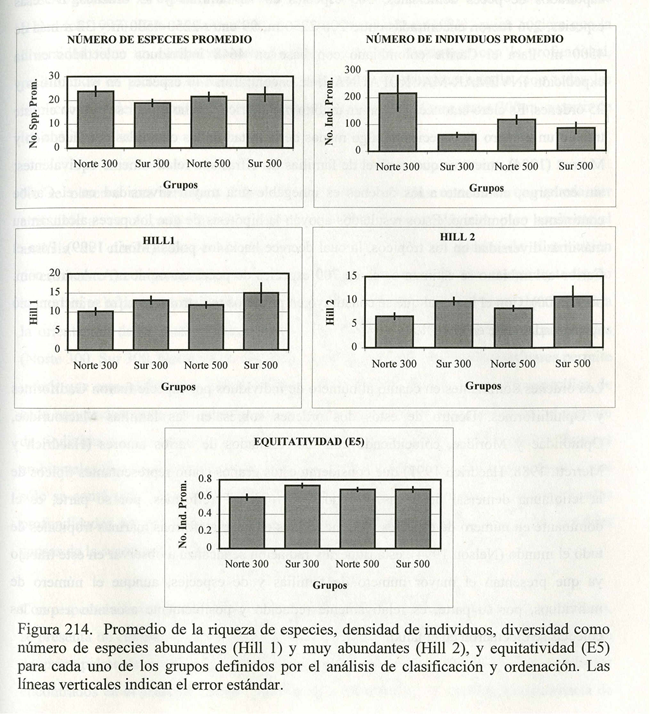 NÚMERO DE ESPECIES PROMEDIO
No. Spp. Prom.
30
20
10
0
Norte 300 Sur 300 Norte 500 Sur 500
Grupos
NÚMERO DE INDIVIDUOS PROMEDIO
No. Ind. Prom.
300
200
100
0
Norte 300 Sur 300 Norte 500 Sur 500
Grupos
HILL1
Hill 1
20
15
10
5
0
Norte 300 Sur 300 Norte 500 Sur 500
Grupos
HILL 2
Hill 2
15
10
5
0
Norte 300 Sur 300 Norte 500 Sur 500
Grupos
EQUITATIVIDAD (E5)
No. Ind. Prom.
0.8
0.6
0.4
0.2
0
Norte 300 Sur 300 Norte 500 Sur 500
Grupos
Figura 214. Promedio de la riqueza de especies, densidad de individuos, diversidad como
número de especies abundantes (Hill 1) y muy abundantes (Hill 2), y equitatividad (E5)
para cada uno de los grupos definidos por el análisis de clasificación y ordenación. Las
líneas verticales indican el error estándar.